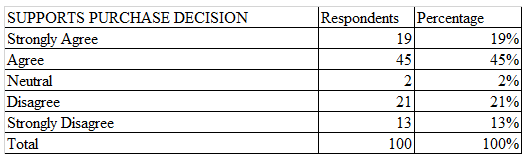 SUPPORTS PURCHASE DECISION Respondents Percentage
Strongly Agree 19 19%
Agree 45 45%
Neutral 2 2%
Disagree 21 21%
Strongly Disagree 13 13%
Total 100 100%